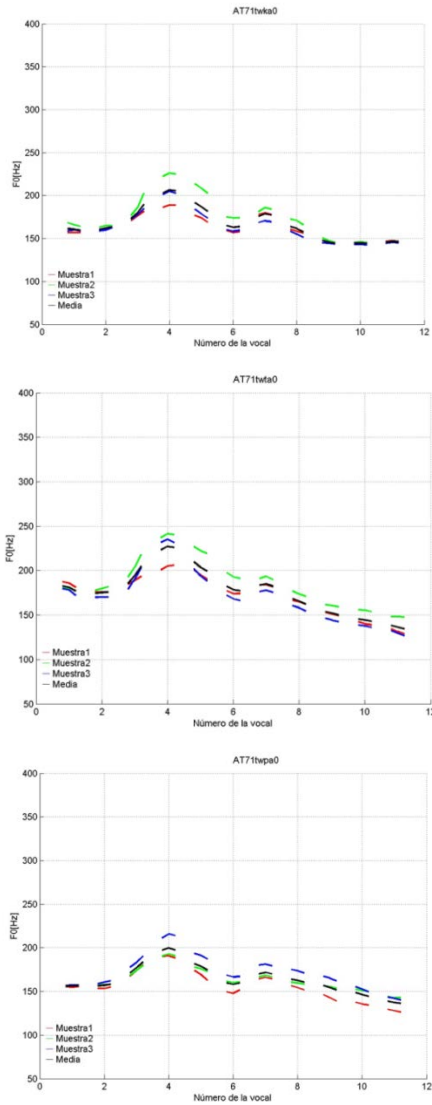 AT71twka0
400
350
300
250
200
150
100
50
F0[Hz]
Muestra1
Muestra2
Muestra3
Media
0 2 4 6 8 10 12
Número de la vocal
AT71twta0
400
350
300
250
200
150
100
50
F0[Hz]
Muestra1
Muestra2
Muestra3
Media
0 2 4 6 8 10 12
Número de la vocal
AT71twpa0
400
350
300
250
200
150
100
50
F0[Hz]
Muestra1
Muestra2
Muestra3
Media
0 2 4 6 8 10 12
Número de la vocal